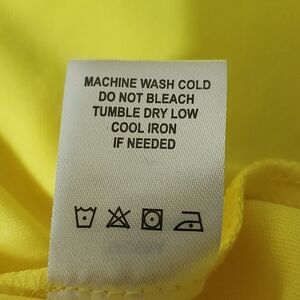 MACHINE WASH COLD
DO NOT BLEACH
TUMBLE DRY LOW
COOL IRON
IF NEEDED